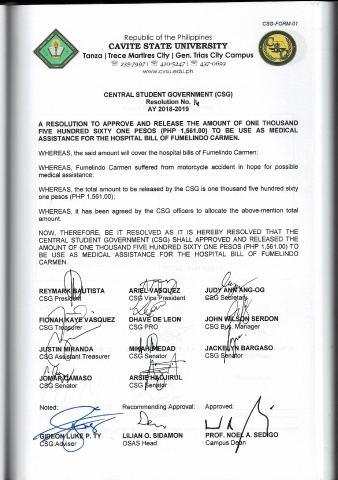 CSG-FORM-01
Republic of the Philippines
CAVITE STATE UNIVERSITY
Tanza | Trece Martires City | Gen. Trias City Campus
☏ 235-7997 | ☏ 410-5247 | ☏ 437-0693
www.cvsu.edu.ph
CENTRAL STUDENT GOVERNMENT (CSG)
Resolution No. 14
AY 2018-2019
A RESOLUTION TO APPROVE AND RELEASE THE AMOUNT OF ONE THOUSAND
FIVE HUNDRED SIXTY ONE PESOS (PHP 1,561.00) TO BE USE AS MEDICAL
ASSISTANCE FOR THE HOSPITAL BILL OF FUMELINDO CARMEN.
WHEREAS, the said amount will cover the hospital bills of Fumelindo Carmen;
WHEREAS, Fumelindo Carmen suffered from motorcycle accident in hope for possible
medical assistance;
WHEREAS, the total amount to be released by the CSG is one thousand five hundred sixty
one pesos (PHP 1,561.00);
WHEREAS, it has been agreed by the CSG officers to allocate the above-mention total
amount.
NOW, THEREFORE, BE IT RESOLVED AS IT IS HEREBY RESOLVED THAT THE
CENTRAL STUDENT GOVERNMENT (CSG) SHALL APPROVED AND RELEASED THE
AMOUNT OF ONE THOUSAND FIVE HUNDRED SIXTY ONE PESOS (PHP 1,561.00) TO
BE USE AS MEDICAL ASSISTANCE FOR THE HOSPITAL BILL OF FUMELINDO
CARMEN.
REYMARK BAUTISTA ARIEL VASQUEZ JUDY ANN ANG-OG
CSG President CSG Vice President CSG Secretary
FIONAH KAYE VASQUEZ DHAVE DE LEON JOHN WILSON SERDON
CSG Treasurer CSG PRO CSG Bus. Manager
JUSTIN MIRANDA MIKAH MEDAD JACKELYN BARGASO
CSG Assistant Treasurer CSG Senator CSG Senator
JOMAR DAMASO ARSID HADJIRUL
CSG Senator CSG Senator
Noted: Recommending Approval: Approved:
GIDEON LUKE P. TY LILIAN O. SIDAMON PROF. NOEL A. SEDIGO
CSG Adviser OSAS Head Campus Dean